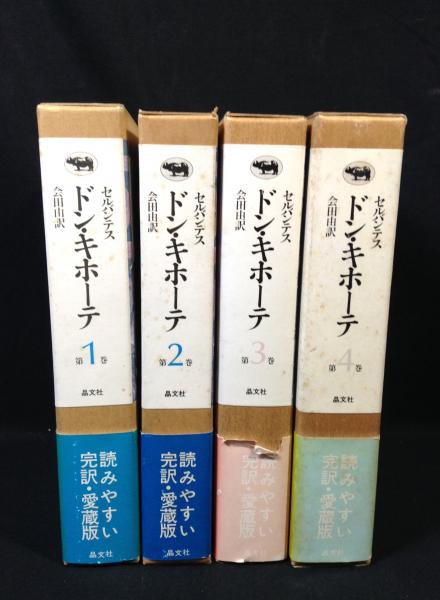 セルバンテス
ドン・キホーテ
会田由訳
第1巻
晶文社
読みやすい
完訳・愛蔵版
晶文社
セルバンテス
ドン・キホーテ
会田由訳
第2巻
晶文社
読みやすい
完訳・愛蔵版
晶文社
セルバンテス
ドン・キホーテ
会田由訳
第3巻
晶文社
読みやすい
完訳・愛蔵版
晶文社
セルバンテス
ドン・キホーテ
会田由訳
第4巻
晶文社
読みやすい
完訳・愛蔵版
晶文社